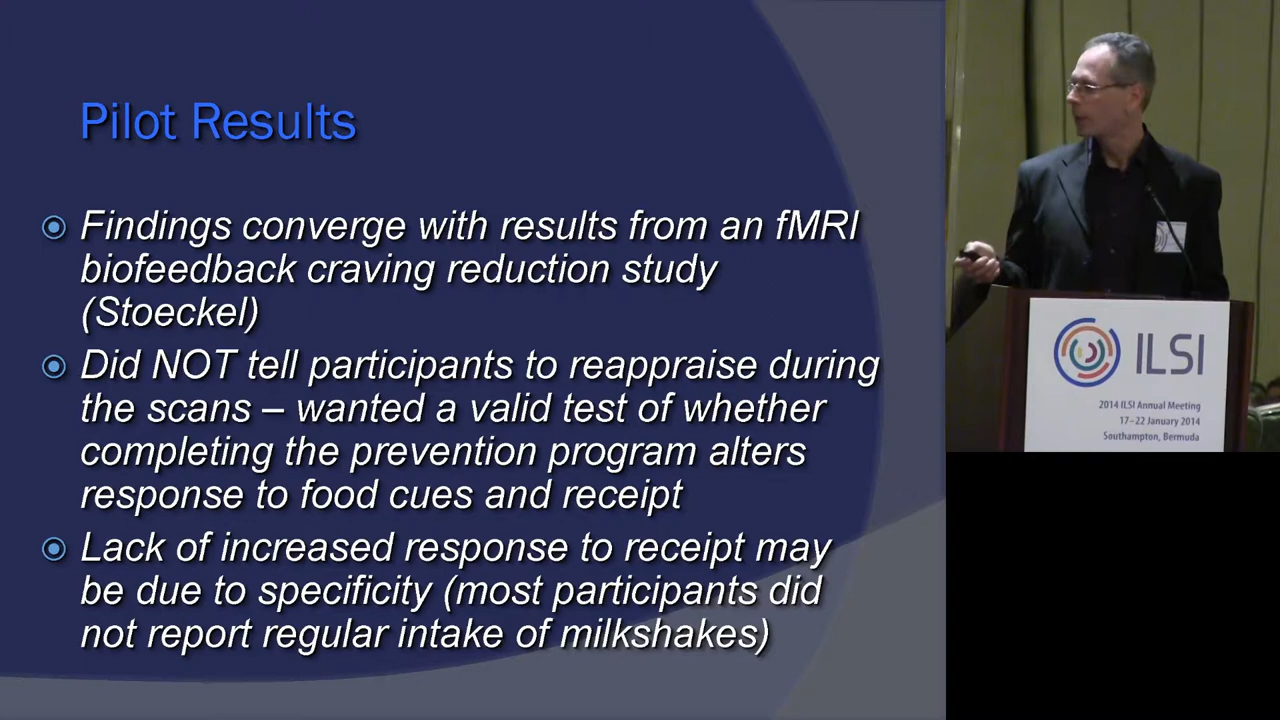 Pilot Results
Findings converge with results from an fMRI
biofeedback craving reduction study
(Stoeckel)
Did NOT tell participants to reappraise during
the scans – wanted a valid test of whether
completing the prevention program alters
response to food cues and receipt
Lack of increased response to receipt may
be due to specificity (most participants did
not report regular intake of milkshakes)
ILSI
2014 ILSI Annual Meeting
17–22 January 2014
Southampton, Bermuda